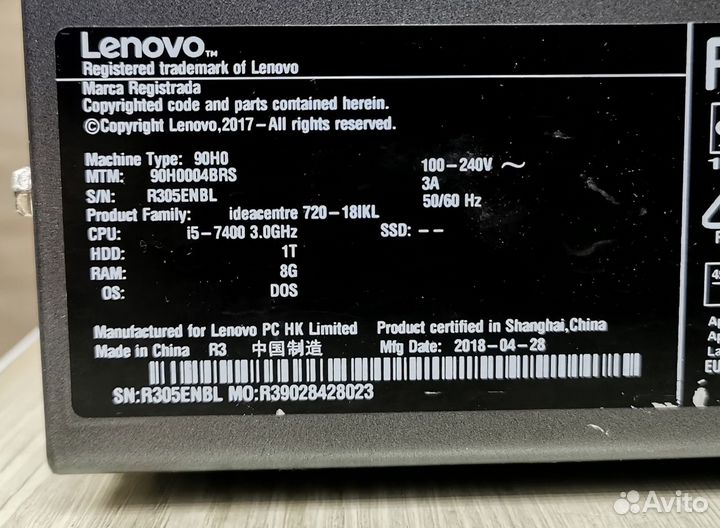 Lenovo™
Registered trademark of Lenovo
Marca Registrada
Copyrighted code and parts contained herein.
©Copyright Lenovo,2017-All rights reserved.
Machine Type: 90H0
MTM: 90H0004BRS
S/N: R305ENBL
Product Family: ideacentre 720-18IKL
CPU: i5-7400 3.0GHz SSD: --
HDD: 1T
RAM: 8G
OS: DOS
100-240V ~
3A
50/60 Hz
Manufactured for Lenovo PC HK Limited Product certified in Shanghai,China
Made in China R3 中国制造 Mfg Date: 2018-04-28
SN:R305ENBL MO:R39028428023
Avito